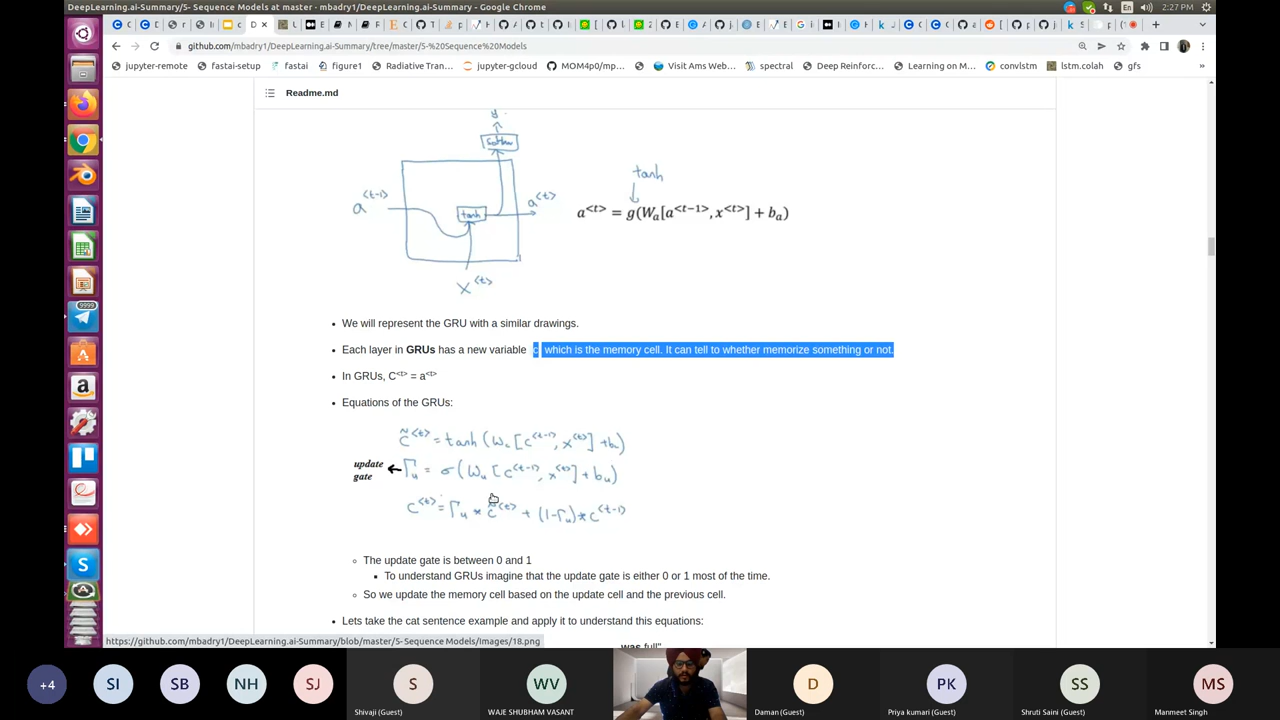 DeepLearning.ai-Summary/5- Sequence Models at master · mbadry1/DeepLearning.ai-Summary - Google Chrome
En
2:27 PM
github.com/mbadry1/DeepLearning.ai-Summary/tree/master/5-%20Sequence%20Models
jupyter-remote
fastai-setup
fastai
figure1
Radiative Tran...
jupyter-gcloud
MOM4P0/mp...
Visit Ams Web...
spectral
Deep Reinforc...
Learning on M...
convlstm
lstm.colah
gfs
»
Readme.md
softmax
tanh
a<t-1>
a<t>
tanh
a<t> = g(Wa[a<t-1>, x<t>] + ba)
x<t>
We will represent the GRU with a similar drawings.
Each layer in GRUs has a new variable c which is the memory cell. It can tell to whether memorize something or not.
In GRUs, C<t> = a<t>
Equations of the GRUs:
c̃<t> = tanh(Wc[c<t-1>, x<t>] + bc)
update gate ← Γu = σ(Wu[c<t-1>, x<t>] + bu)
c<t> = Γu * c̃<t> + (1-Γu) * c<t-1>
The update gate is between 0 and 1
To understand GRUs imagine that the update gate is either 0 or 1 most of the time.
So we update the memory cell based on the update cell and the previous cell.
Lets take the cat sentence example and apply it to understand this equations:
was full"
https://github.com/mbadry1/DeepLearning.ai-Summary/blob/master/5-Sequence Models/Images/18.png
+4
SI
SB
NH
SJ
S
WV
D
PK
SS
MS
Shivaji (Guest)
WAJE SHUBHAM VASANT
Daman (Guest)
Priya kumari (Guest)
Shruti Saini (Guest)
Manmeet Singh